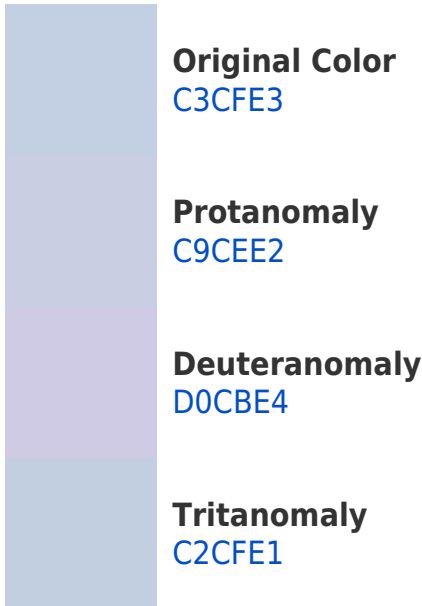 Original Color
C3CFE3
Protanomaly
C9CEE2
Deuteranomaly
D0CBE4
Tritanomaly
C2CFE1